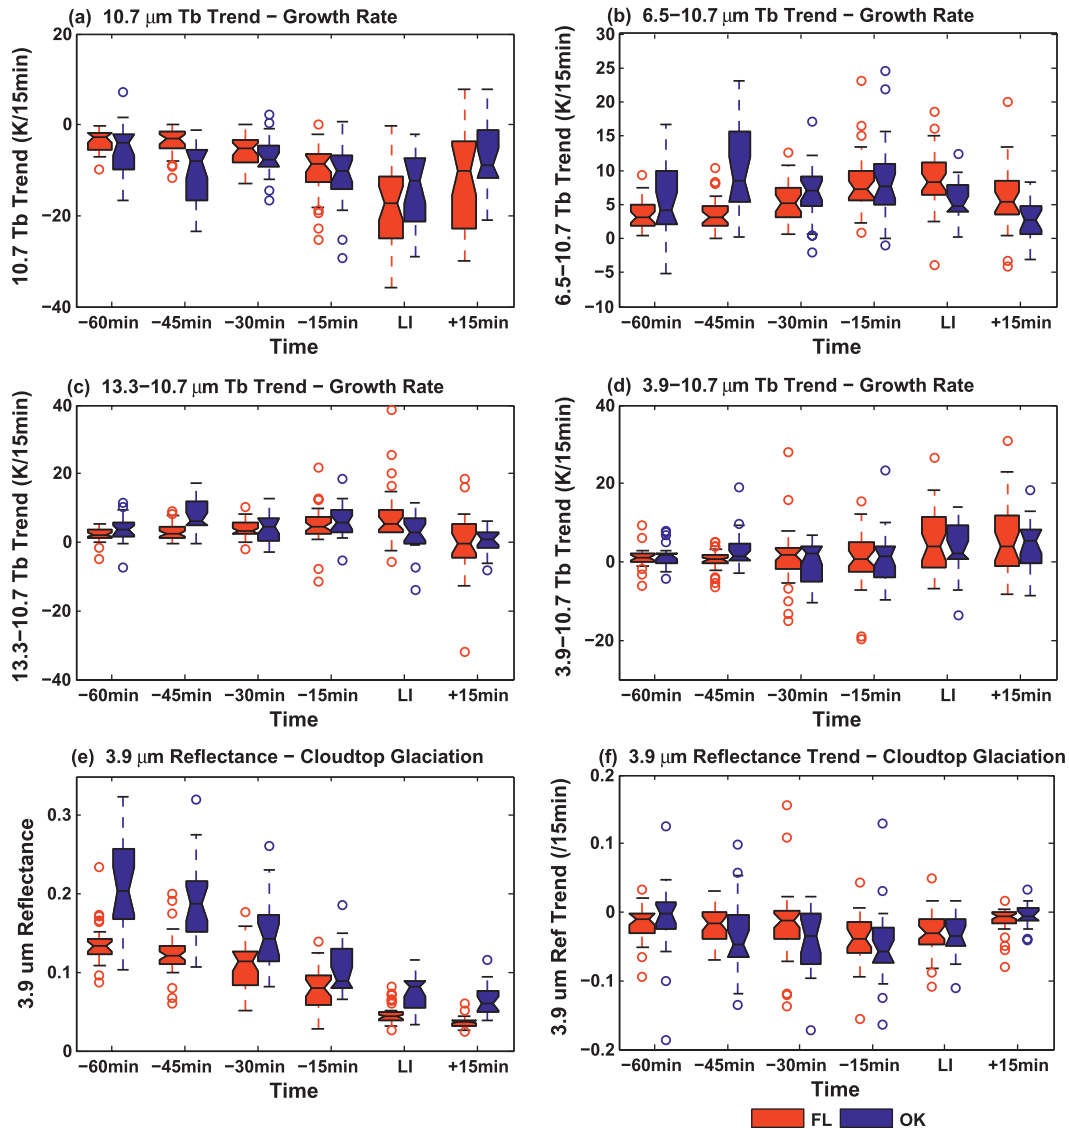 (a) 10.7 μm Tb Trend − Growth Rate
10.7 Tb Trend (K/15min)
20
0
−20
−40
−60min −45min −30min −15min LI +15min
Time
(b) 6.5−10.7 μm Tb Trend − Growth Rate
6.5−10.7 Tb Trend (K/15min)
30
25
20
15
10
5
0
−5
−10
−60min −45min −30min −15min LI +15min
Time
(c) 13.3−10.7 μm Tb Trend − Growth Rate
13.3−10.7 Tb Trend (K/15min)
40
20
0
−20
−40
−60min −45min −30min −15min LI +15min
Time
(d) 3.9−10.7 μm Tb Trend − Growth Rate
3.9−10.7 Tb Trend (K/15min)
40
20
0
−20
−60min −45min −30min −15min LI +15min
Time
(e) 3.9 μm Reflectance − Cloudtop Glaciation
3.9 um Reflectance
0.3
0.2
0.1
0
−60min −45min −30min −15min LI +15min
Time
(f) 3.9 μm Reflectance Trend − Cloudtop Glaciation
3.9 um Ref Trend (/15min)
0.2
0.1
0
−0.1
−0.2
−60min −45min −30min −15min LI +15min
Time
FL OK